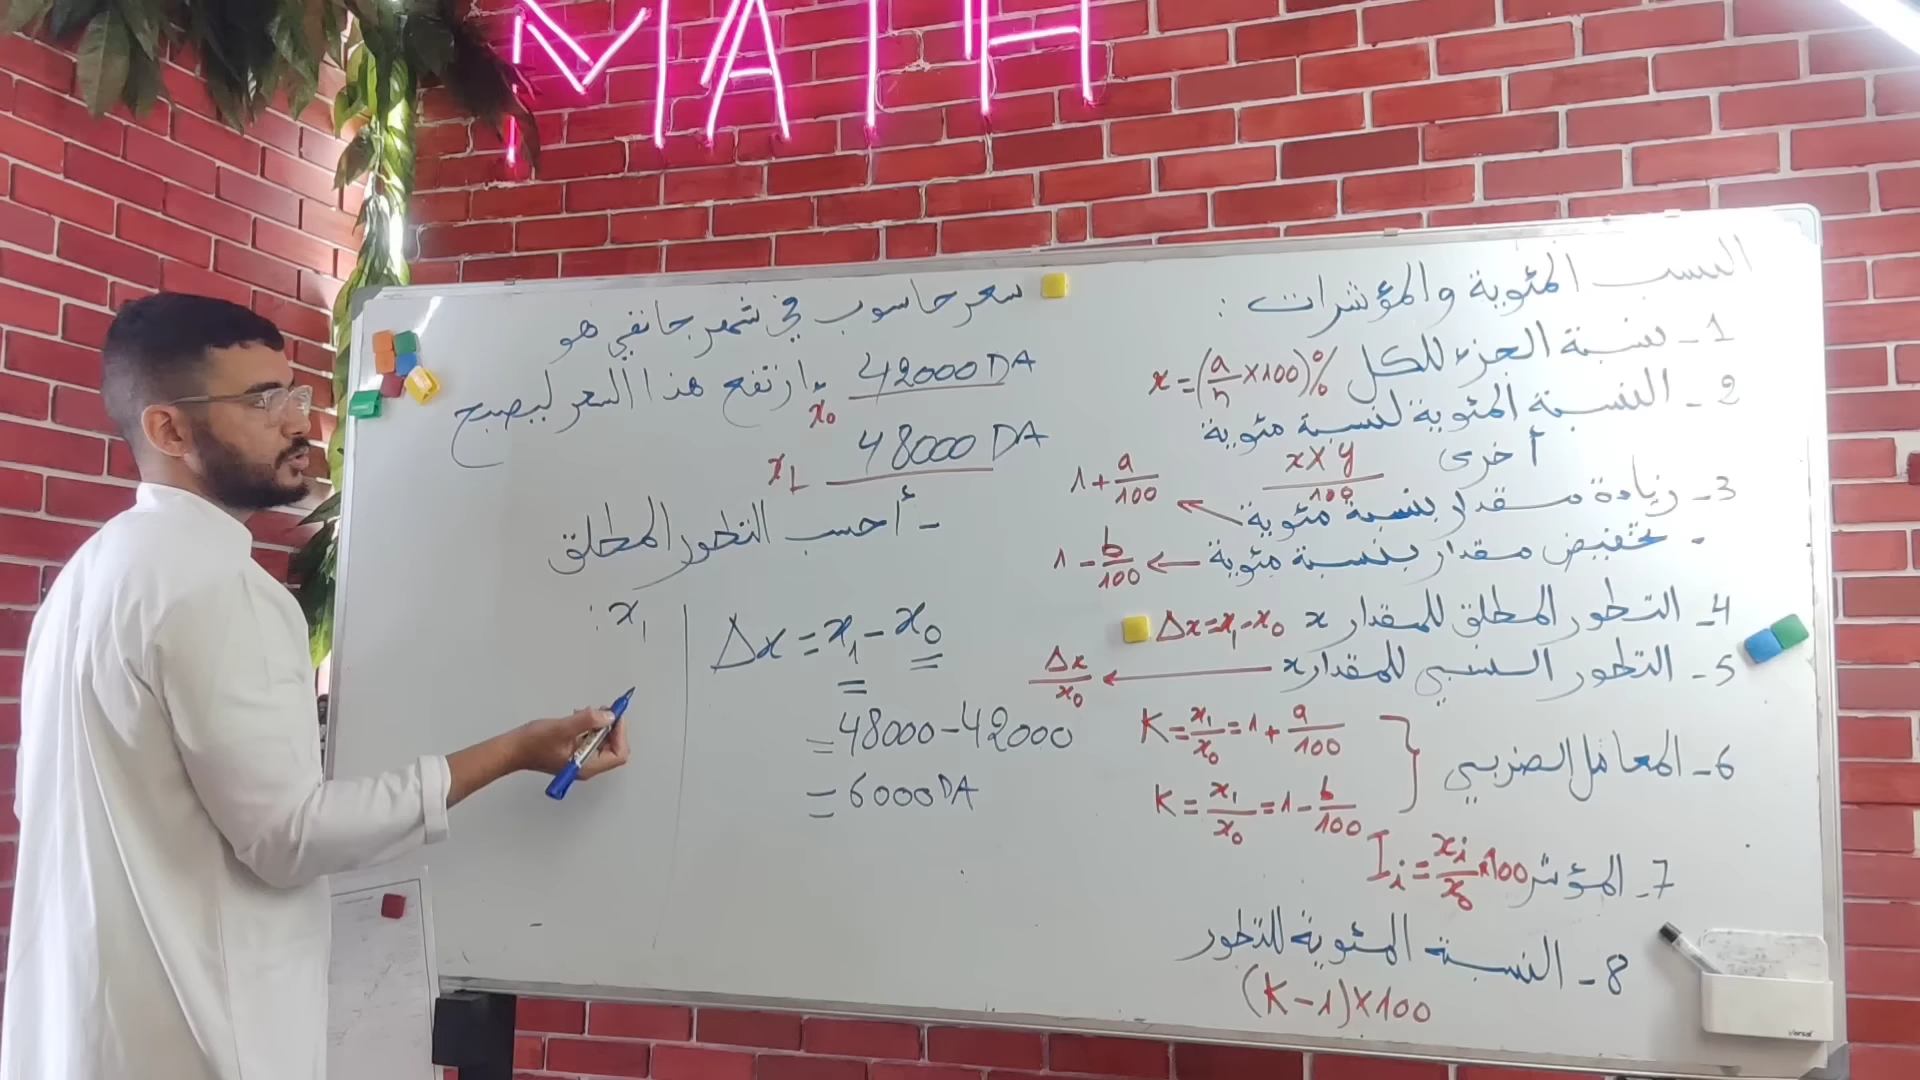 MATH
النسب المئوية والمؤشرات :
1- نسبة الجزء للكل x = (a/n × 100)%
2- النسبة المئوية لنسبة مئوية
أخرى x × y / 100
3- زيادة مقدار بنسبة مئوية ← 1 + a/100
- تخفيض مقدار بنسبة مئوية ← 1 - b/100
4- التطور المطلق للمقدار x Δx = x₁ - x₀
5- التطور النسبي للمقدار x ← Δx/x₀
6- المعامل الضربي } K = x₁/x₀ = 1 + a/100
K = x₁/x₀ = 1 - b/100
7- المؤشر Iᵢ = xᵢ/x₀ × 100
8- النسبة المئوية للتطور
(K - 1) × 100
سعر حاسوب في شهر جانفي هو
42000 DA ارتفع هذا السعر ليصبح
x₀
48000 DA
x₁
- أحسب التطور المطلق
Δx = x₁ - x₀
= 48000 - 42000
= 6000 DA
x₁ :